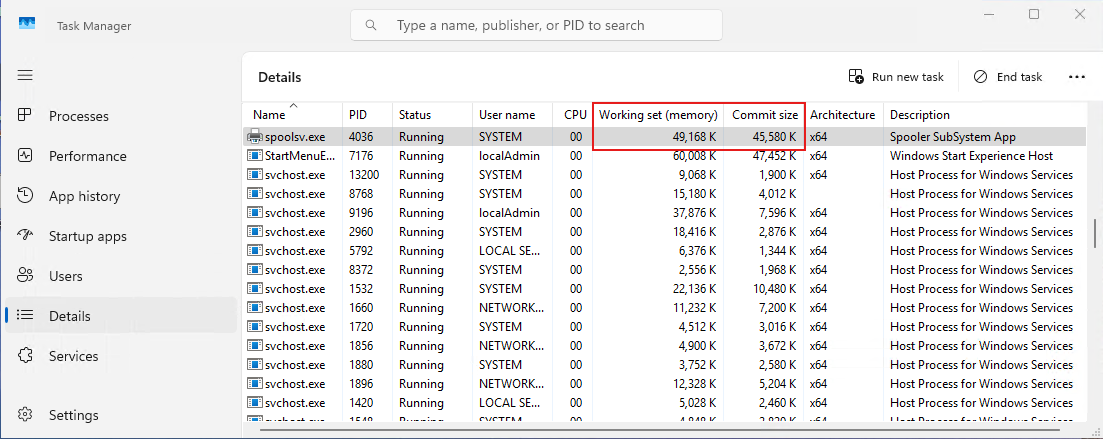 Task Manager
Type a name, publisher, or PID to search
Processes
Performance
App history
Startup apps
Users
Details
Services
Settings
Details Run new task End task
Name PID Status User name CPU Working set (memory) Commit size Architecture Description
spoolsv.exe 4036 Running SYSTEM 00 49,168 K 45,580 K x64 Spooler SubSystem App
StartMenuE... 7176 Running localAdmin 00 60,008 K 47,452 K x64 Windows Start Experience Host
svchost.exe 13200 Running SYSTEM 00 9,068 K 1,900 K x64 Host Process for Windows Services
svchost.exe 8768 Running SYSTEM 00 15,180 K 4,012 K Host Process for Windows Services
svchost.exe 9196 Running localAdmin 00 37,876 K 7,596 K x64 Host Process for Windows Services
svchost.exe 2960 Running SYSTEM 00 18,416 K 2,876 K x64 Host Process for Windows Services
svchost.exe 5792 Running LOCAL SE... 00 6,376 K 1,344 K x64 Host Process for Windows Services
svchost.exe 8372 Running SYSTEM 00 2,556 K 1,968 K x64 Host Process for Windows Services
svchost.exe 1532 Running SYSTEM 00 22,136 K 10,480 K x64 Host Process for Windows Services
svchost.exe 1660 Running NETWORK... 00 11,232 K 7,200 K x64 Host Process for Windows Services
svchost.exe 1720 Running SYSTEM 00 4,512 K 3,016 K x64 Host Process for Windows Services
svchost.exe 1856 Running NETWORK... 00 4,900 K 3,672 K x64 Host Process for Windows Services
svchost.exe 1880 Running SYSTEM 00 3,752 K 2,580 K x64 Host Process for Windows Services
svchost.exe 1896 Running NETWORK... 00 12,328 K 5,204 K x64 Host Process for Windows Services
svchost.exe 1420 Running LOCAL SE... 00 5,028 K 2,460 K x64 Host Process for Windows Services
svchost.exe Running SYSTEM 00 x64 Host Process for Windows Services